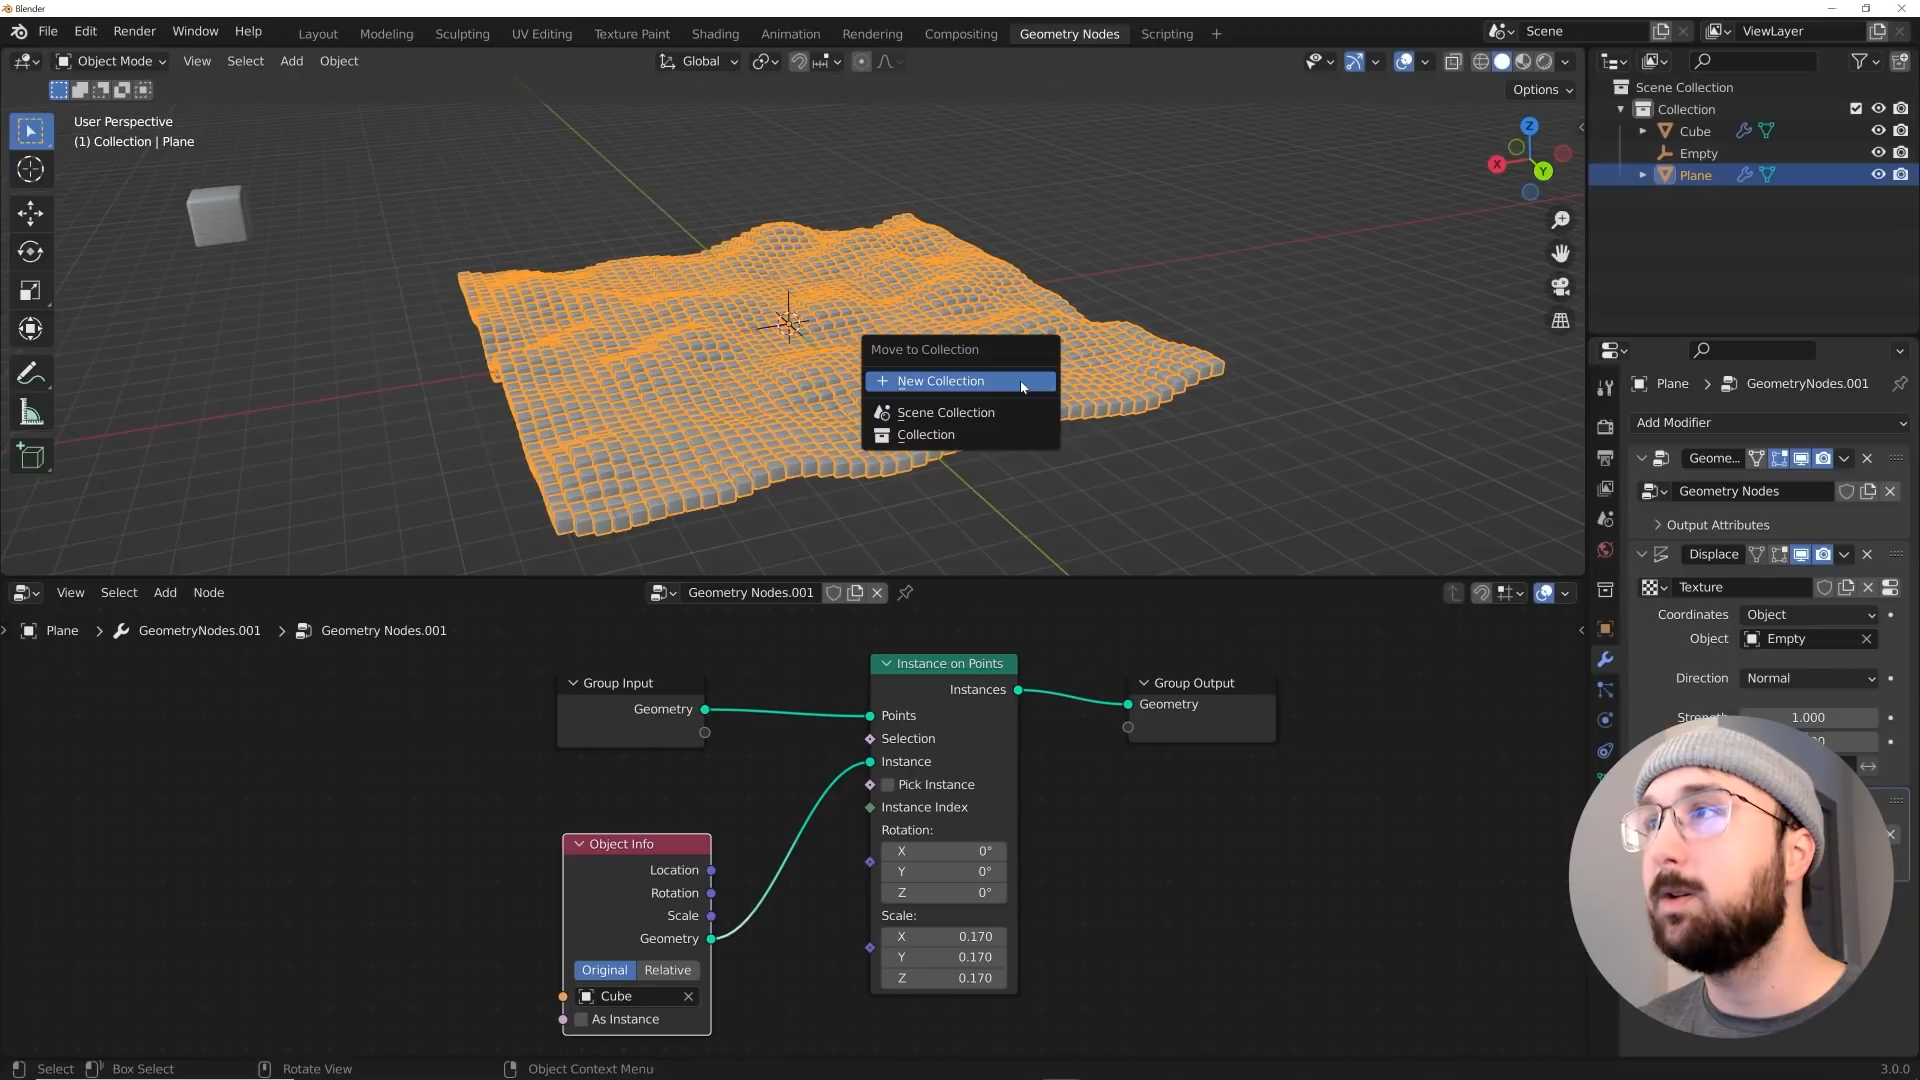 Blender
File Edit Render Window Help
Layout Modeling Sculpting UV Editing Texture Paint Shading Animation Rendering Compositing Geometry Nodes Scripting +
Scene
ViewLayer
Object Mode View Select Add Object
Global
Options
User Perspective
(1) Collection | Plane
Z
X
Y
Scene Collection
Collection
Cube
Empty
Plane
Move to Collection
New Collection
Scene Collection
Collection
Plane > GeometryNodes.001
Add Modifier
Geome...
Geometry Nodes
Output Attributes
Displace
Texture
Coordinates Object
Object Empty
Direction Normal
1.000
View Select Add Node
Geometry Nodes.001
Plane > GeometryNodes.001 > Geometry Nodes.001
Group Input
Geometry
Instance on Points
Instances
Points
Selection
Instance
Pick Instance
Instance Index
Rotation:
X 0°
Y 0°
Z 0°
Scale:
X 0.170
Y 0.170
Z 0.170
Group Output
Geometry
Object Info
Location
Rotation
Scale
Geometry
Original Relative
Cube
As Instance
Select Box Select Rotate View Object Context Menu
3.0.0